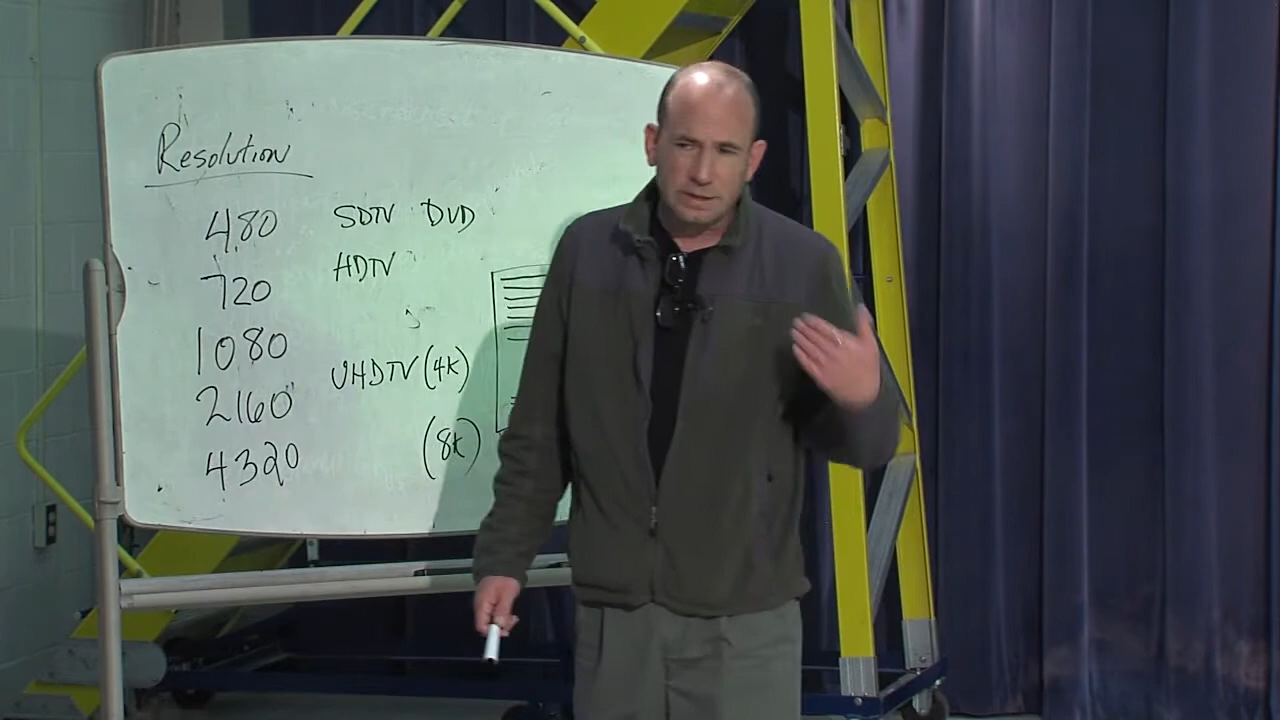 Resolution
480 SDTV DVD
720 HDTV
1080
2160 UHDTV (4K)
4320 (8K)